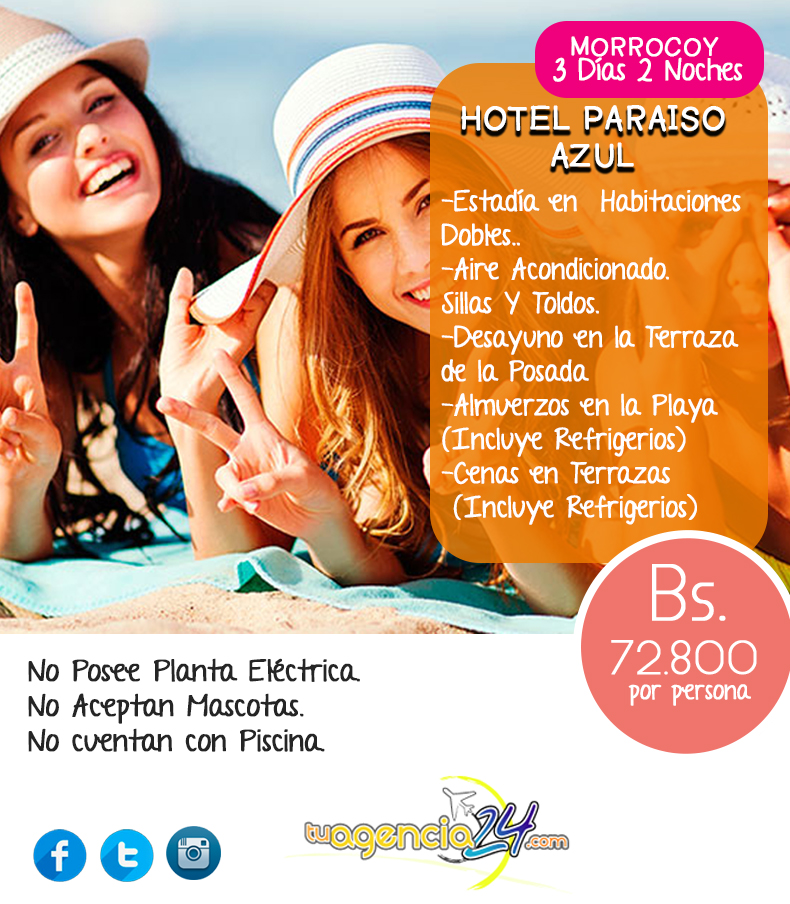 MORROCOY
3 Días 2 Noches
HOTEL PARAISO
AZUL
-Estadía en Habitaciones
Dobles..
-Aire Acondicionado.
Sillas Y Toldos.
-Desayuno en la Terraza
de la Posada
-Almuerzos en la Playa
(Incluye Refrigerios)
-Cenas en Terrazas
(Incluye Refrigerios)
Bs.
72.800
por persona
No Posee Planta Eléctrica.
No Aceptan Mascotas.
No cuentan con Piscina.
tuagencia24.com